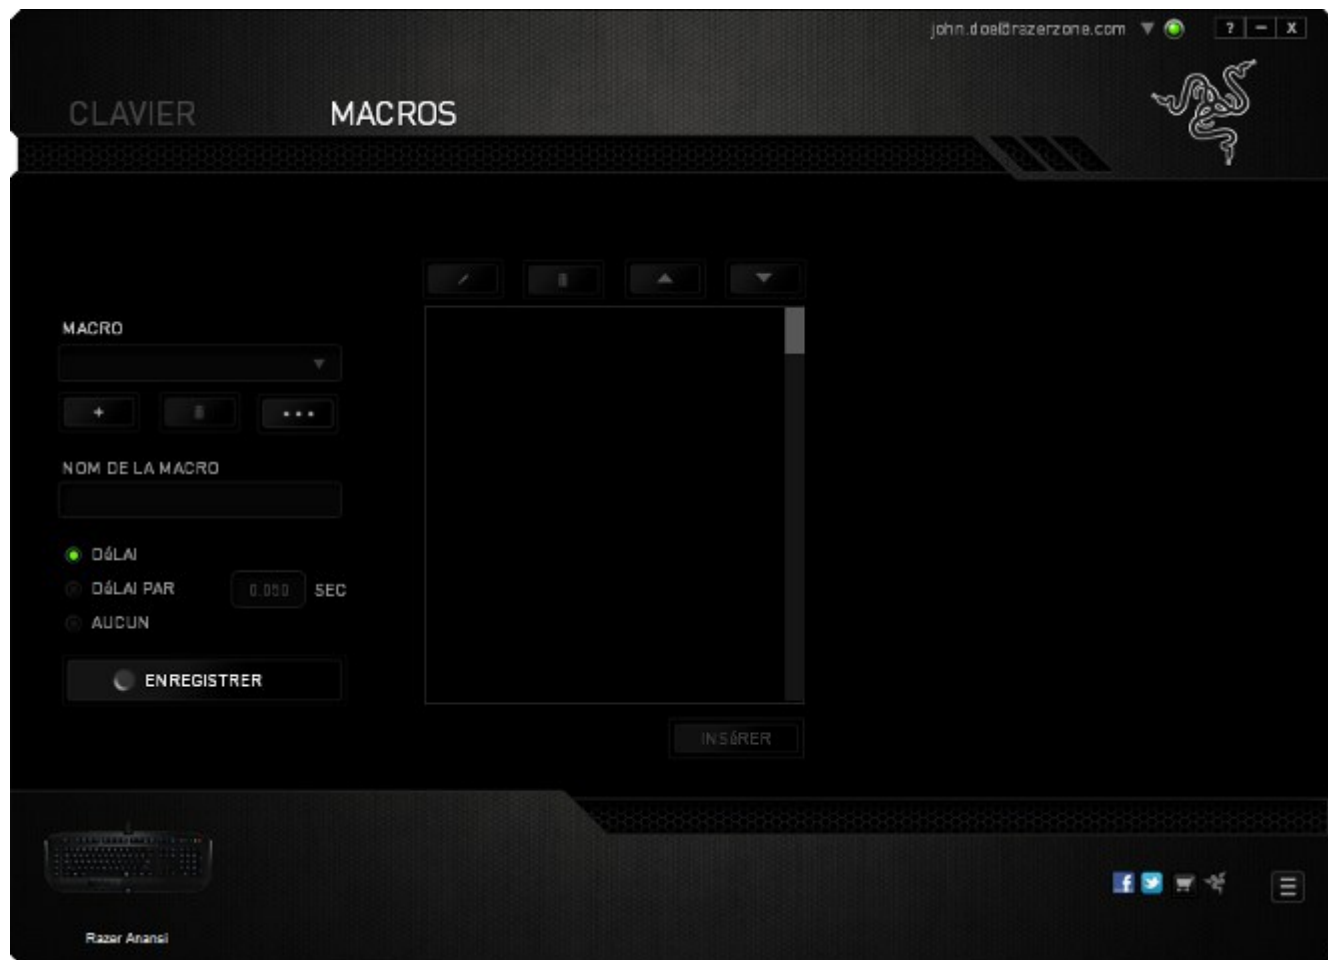 john.doe@razerzone.com
? – X
CLAVIER MACROS
MACRO
+ •••
NOM DE LA MACRO
DéLAI
DéLAI PAR 0.050 SEC
AUCUN
ENREGISTRER
INSéRER
Razer Anansi